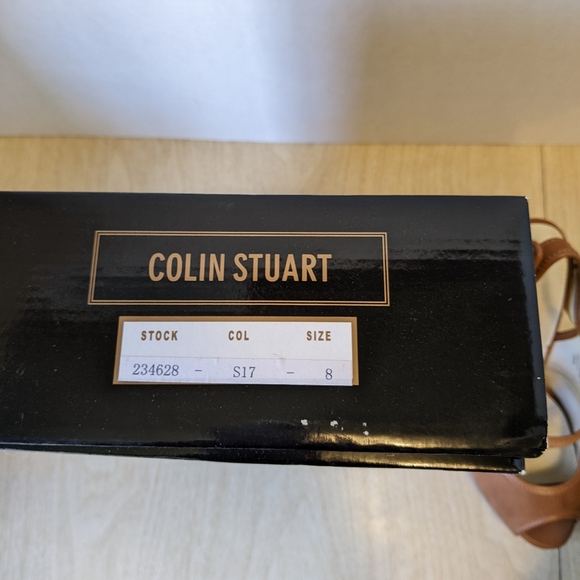 COLIN STUART
STOCK COL SIZE
234628 - S17 - 8